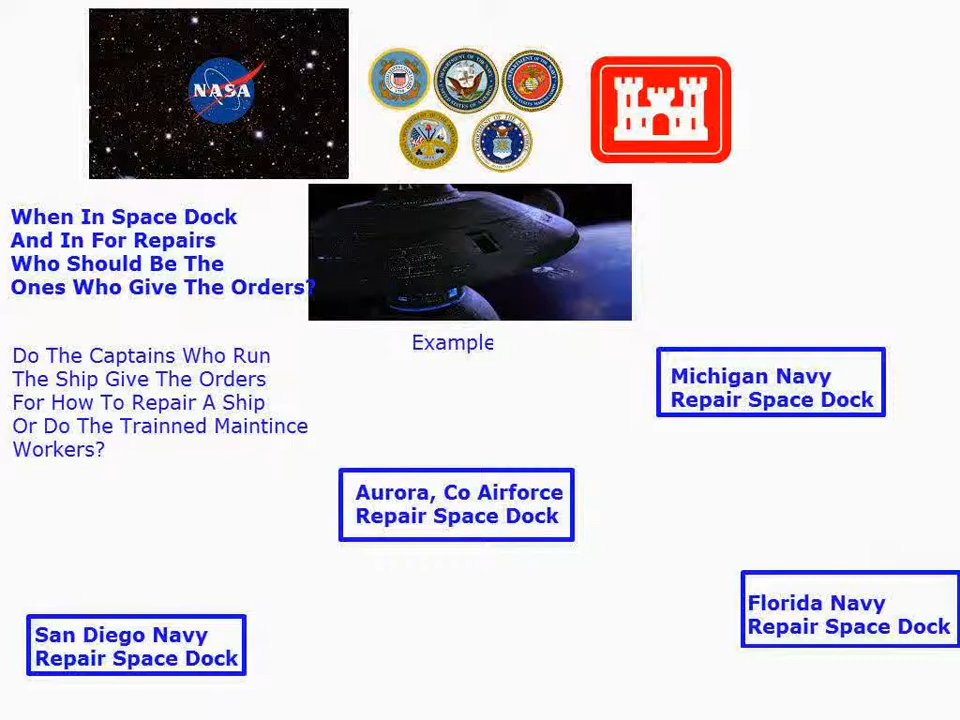 NASA
When In Space Dock
And In For Repairs
Who Should Be The
Ones Who Give The Orders?
Example
Do The Captains Who Run
The Ship Give The Orders
For How To Repair A Ship
Or Do The Trainned Maintince
Workers?
Michigan Navy
Repair Space Dock
Aurora, Co Airforce
Repair Space Dock
Florida Navy
Repair Space Dock
San Diego Navy
Repair Space Dock